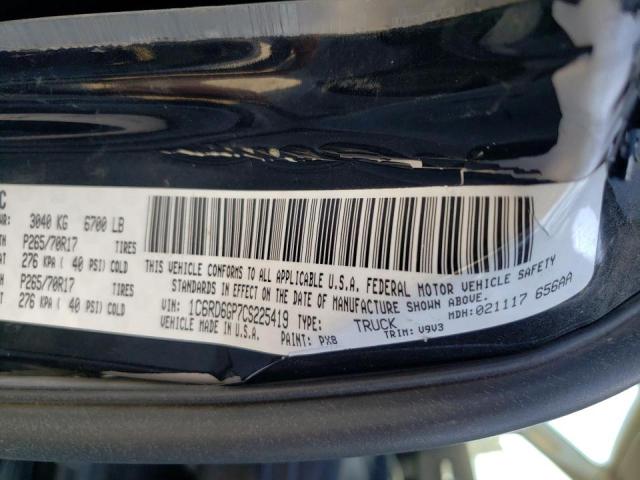 C
WR: 3040 KG 6700 LB
P265/70R17 TIRES
276 KPA ( 40 PSI) COLD
P265/70R17 TIRES
276 KPA ( 40 PSI) COLD
THIS VEHICLE CONFORMS TO ALL APPLICABLE U.S.A. FEDERAL MOTOR VEHICLE SAFETY
STANDARDS IN EFFECT ON THE DATE OF MANUFACTURE SHOWN ABOVE.
VIN: 1C6RD6GP7CS225419 TYPE: TRUCK MDH: 021117 656AA
VEHICLE MADE IN U.S.A. PAINT: PXB TRIM: V9V3